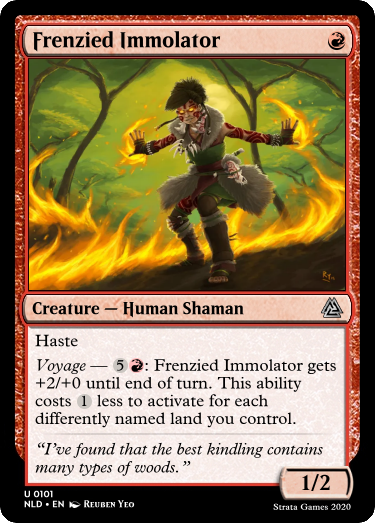 Frenzied Immolator
Creature — Human Shaman
Haste
Voyage — 5: Frenzied Immolator gets
+2/+0 until end of turn. This ability
costs 1 less to activate for each
differently named land you control.
“I’ve found that the best kindling contains
many types of woods.”
1/2
U 0101
NLD • EN Reuben Yeo
Strata Games 2020